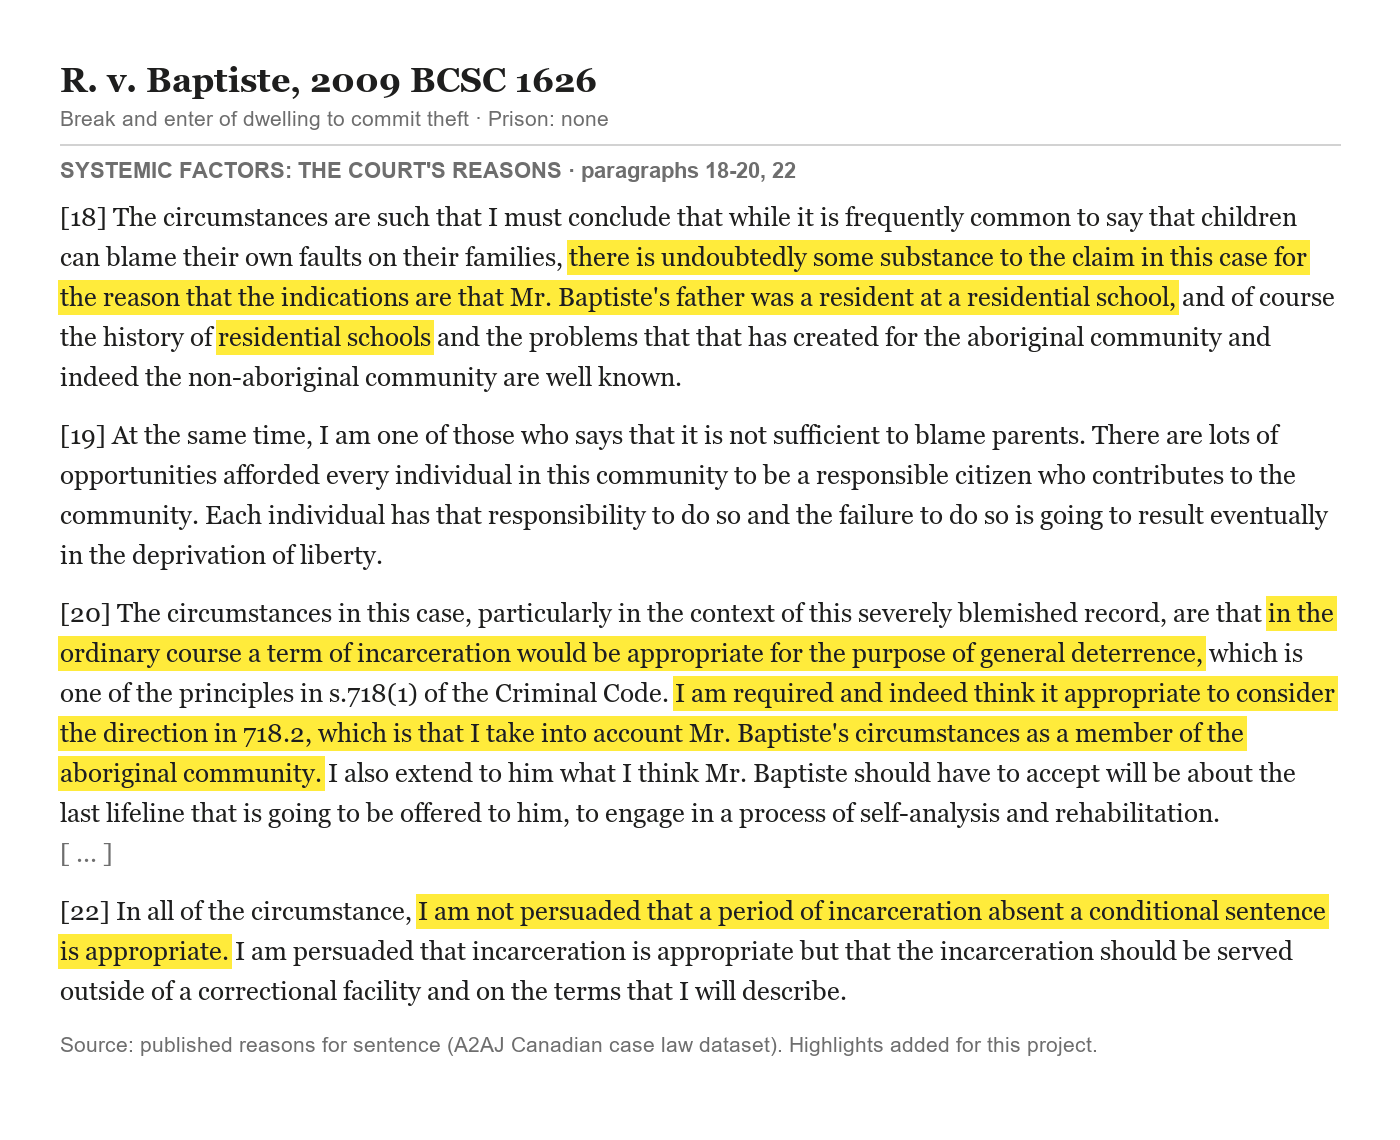 R. v. Baptiste, 2009 BCSC 1626
Break and enter of dwelling to commit theft · Prison: none
SYSTEMIC FACTORS: THE COURT'S REASONS · paragraphs 18-20, 22
[18] The circumstances are such that I must conclude that while it is frequently common to say that children
can blame their own faults on their families, there is undoubtedly some substance to the claim in this case for
the reason that the indications are that Mr. Baptiste's father was a resident at a residential school, and of course
the history of residential schools and the problems that that has created for the aboriginal community and
indeed the non-aboriginal community are well known.
[19] At the same time, I am one of those who says that it is not sufficient to blame parents. There are lots of
opportunities afforded every individual in this community to be a responsible citizen who contributes to the
community. Each individual has that responsibility to do so and the failure to do so is going to result eventually
in the deprivation of liberty.
[20] The circumstances in this case, particularly in the context of this severely blemished record, are that in the
ordinary course a term of incarceration would be appropriate for the purpose of general deterrence, which is
one of the principles in s.718(1) of the Criminal Code. I am required and indeed think it appropriate to consider
the direction in 718.2, which is that I take into account Mr. Baptiste's circumstances as a member of the
aboriginal community. I also extend to him what I think Mr. Baptiste should have to accept will be about the
last lifeline that is going to be offered to him, to engage in a process of self-analysis and rehabilitation.
[ ... ]
[22] In all of the circumstance, I am not persuaded that a period of incarceration absent a conditional sentence
is appropriate. I am persuaded that incarceration is appropriate but that the incarceration should be served
outside of a correctional facility and on the terms that I will describe.
Source: published reasons for sentence (A2AJ Canadian case law dataset). Highlights added for this project.